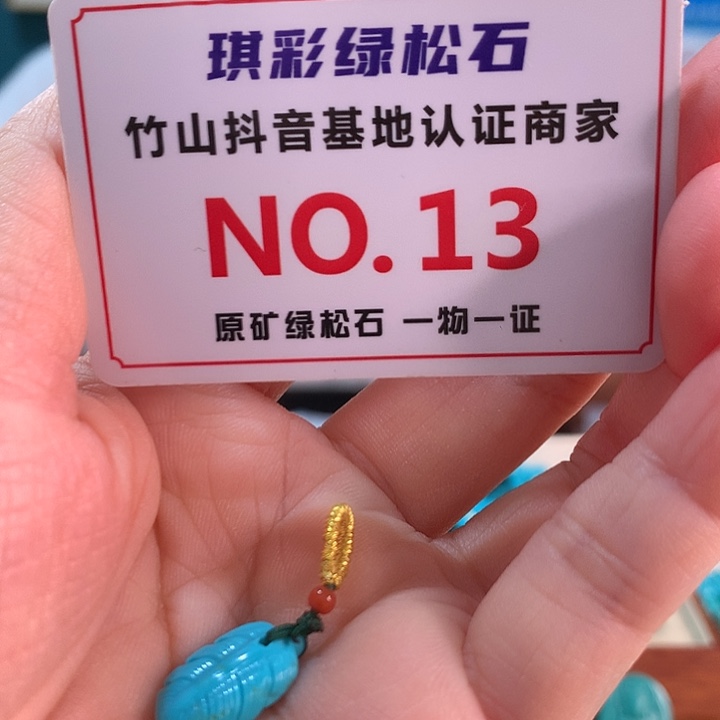 琪彩绿松石
竹山抖音基地认证商家
NO.13
原矿绿松石 一物一证